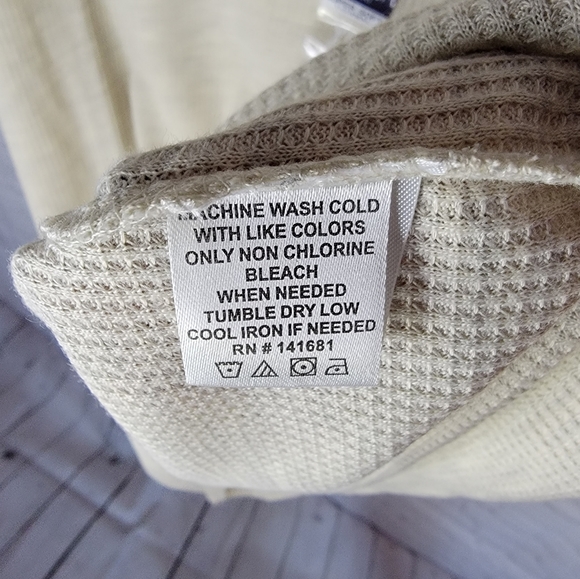 MACHINE WASH COLD
WITH LIKE COLORS
ONLY NON CHLORINE
BLEACH
WHEN NEEDED
TUMBLE DRY LOW
COOL IRON IF NEEDED
RN # 141681